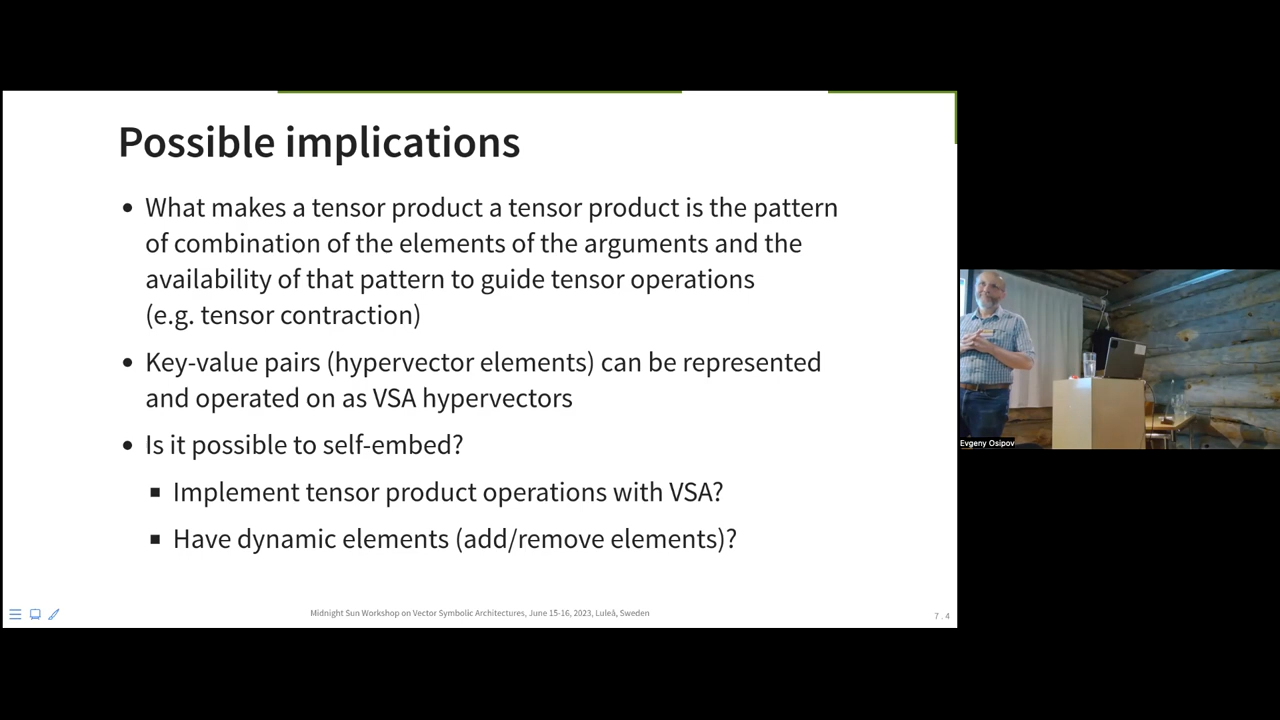 Possible implications
What makes a tensor product a tensor product is the pattern
of combination of the elements of the arguments and the
availability of that pattern to guide tensor operations
(e.g. tensor contraction)
Key-value pairs (hypervector elements) can be represented
and operated on as VSA hypervectors
Is it possible to self-embed?
Implement tensor product operations with VSA?
Have dynamic elements (add/remove elements)?
Midnight Sun Workshop on Vector Symbolic Architectures, June 15-16, 2023, Luleå, Sweden
7 . 4
Evgeny Osipov